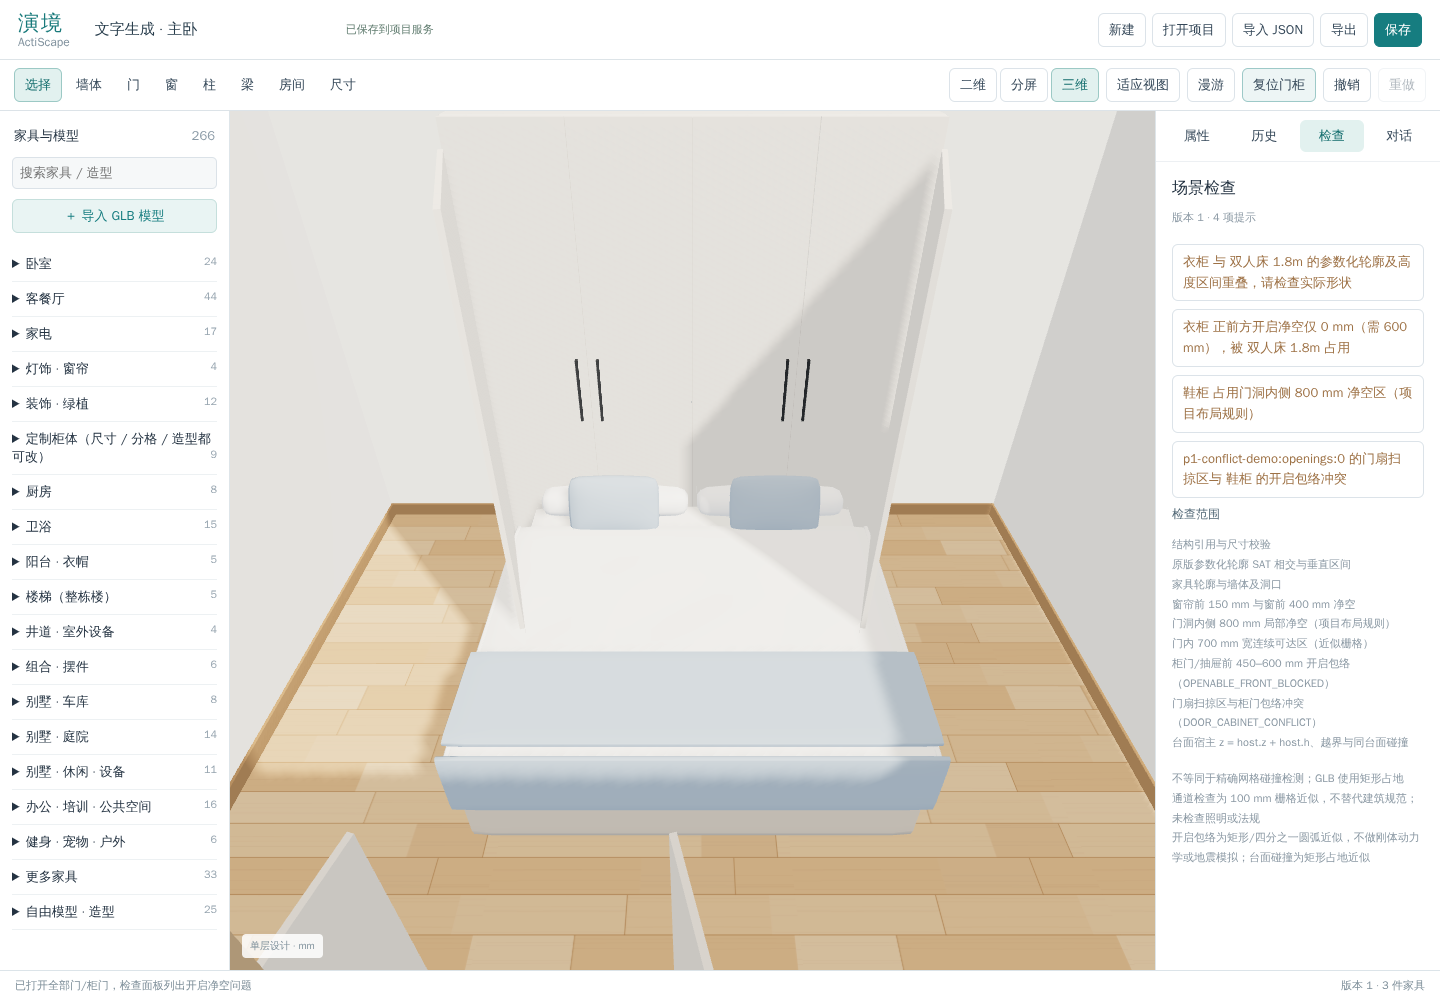 演境
ActiScape
文字生成 · 主卧
已保存到项目服务
新建
打开项目
导入 JSON
导出
保存
选择
墙体
门
窗
柱
梁
房间
尺寸
二维
分屏
三维
适应视图
漫游
复位门柜
撤销
重做
家具与模型
266
搜索家具 / 造型
+ 导入 GLB 模型
▶ 卧室 24
▶ 客餐厅 44
▶ 家电 17
▶ 灯饰 · 窗帘 4
▶ 装饰 · 绿植 12
▶ 定制柜体（尺寸 / 分格 / 造型都
可改） 9
▶ 厨房 8
▶ 卫浴 15
▶ 阳台 · 衣帽 5
▶ 楼梯（整栋楼） 5
▶ 井道 · 室外设备 4
▶ 组合 · 摆件 6
▶ 别墅 · 车库 8
▶ 别墅 · 庭院 14
▶ 别墅 · 休闲 · 设备 11
▶ 办公 · 培训 · 公共空间 16
▶ 健身 · 宠物 · 户外 6
▶ 更多家具 33
▶ 自由模型 · 造型 25
单层设计 · mm
属性
历史
检查
对话
场景检查
版本 1 · 4 项提示
衣柜 与 双人床 1.8m 的参数化轮廓及高
度区间重叠，请检查实际形状
衣柜 正前方开启净空仅 0 mm（需 600
mm），被 双人床 1.8m 占用
鞋柜 占用门洞内侧 800 mm 净空区（项
目布局规则）
p1-conflict-demo:openings:0 的门扇扫
掠区与 鞋柜 的开启包络冲突
检查范围
结构引用与尺寸校验
原版参数化轮廓 SAT 相交与垂直区间
家具轮廓与墙体及洞口
窗帘前 150 mm 与窗前 400 mm 净空
门洞内侧 800 mm 局部净空（项目布局规则）
门内 700 mm 宽连续可达区（近似栅格）
柜门/抽屉前 450–600 mm 开启包络
（OPENABLE_FRONT_BLOCKED）
门扇扫掠区与柜门包络冲突
（DOOR_CABINET_CONFLICT）
台面宿主 z = host.z + host.h、越界与同台面碰撞
不等同于精确网格碰撞检测；GLB 使用矩形占地
通道检查为 100 mm 栅格近似，不替代建筑规范；
未检查照明或法规
开启包络为矩形/四分之一圆弧近似，不做刚体动力
学或地震模拟；台面碰撞为矩形占地近似
已打开全部门/柜门，检查面板列出开启净空问题
版本 1 · 3 件家具